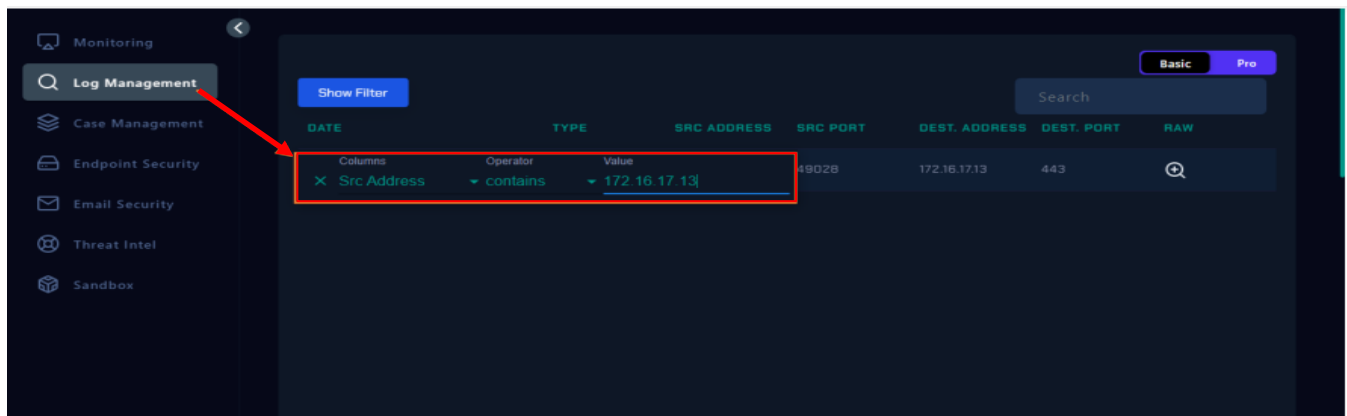 Monitoring
Log Management
Case Management
Endpoint Security
Email Security
Threat Intel
Sandbox
Basic Pro
Show Filter
Search
DATE TYPE SRC ADDRESS SRC PORT DEST. ADDRESS DEST. PORT RAW
Columns Operator Value
Src Address contains 172.16.17.13
49028 172.16.17.13 443